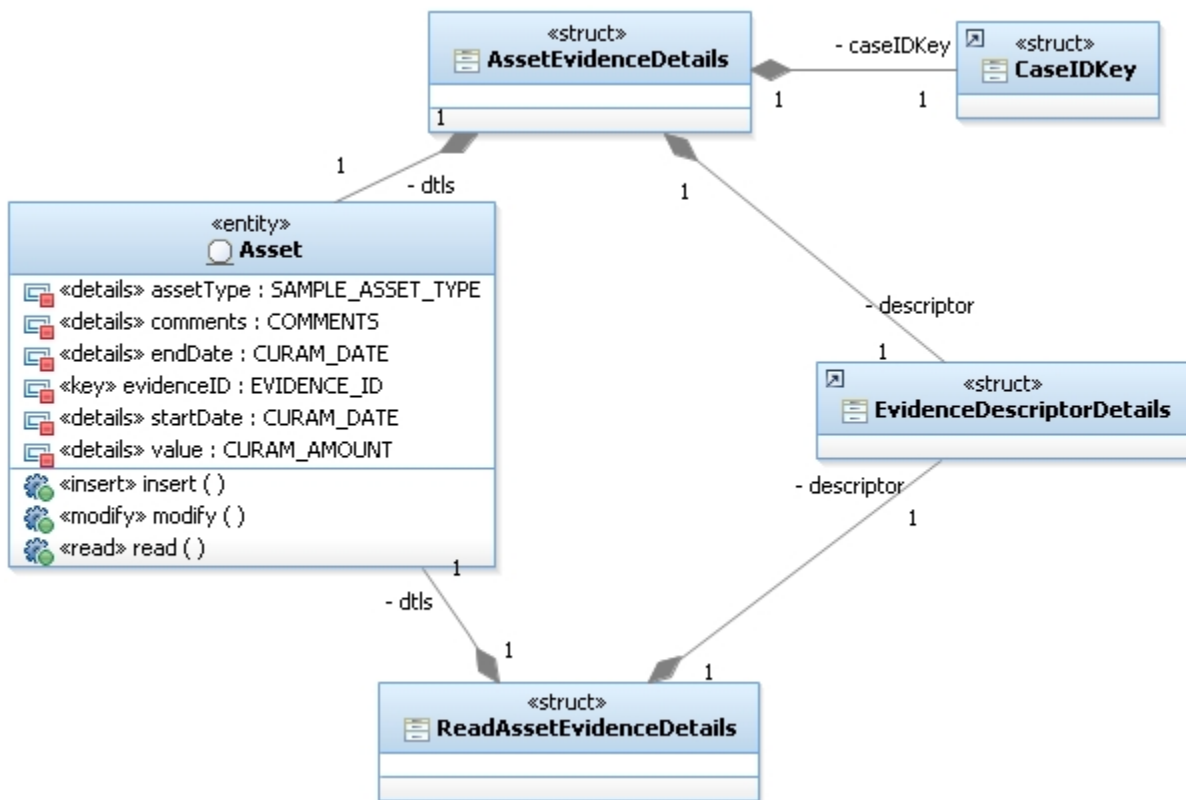 «struct»
AssetEvidenceDetails
1
- caseIDKey
1
1
«struct»
CaseIDKey
1
- dtls
1
- descriptor
1
«entity»
Asset
«details» assetType : SAMPLE_ASSET_TYPE
«details» comments : COMMENTS
«details» endDate : CURAM_DATE
«key» evidenceID : EVIDENCE_ID
«details» startDate : CURAM_DATE
«details» value : CURAM_AMOUNT
«insert» insert ( )
«modify» modify ( )
«read» read ( )
«struct»
EvidenceDescriptorDetails
- descriptor
1
1
- dtls
1
1
«struct»
ReadAssetEvidenceDetails